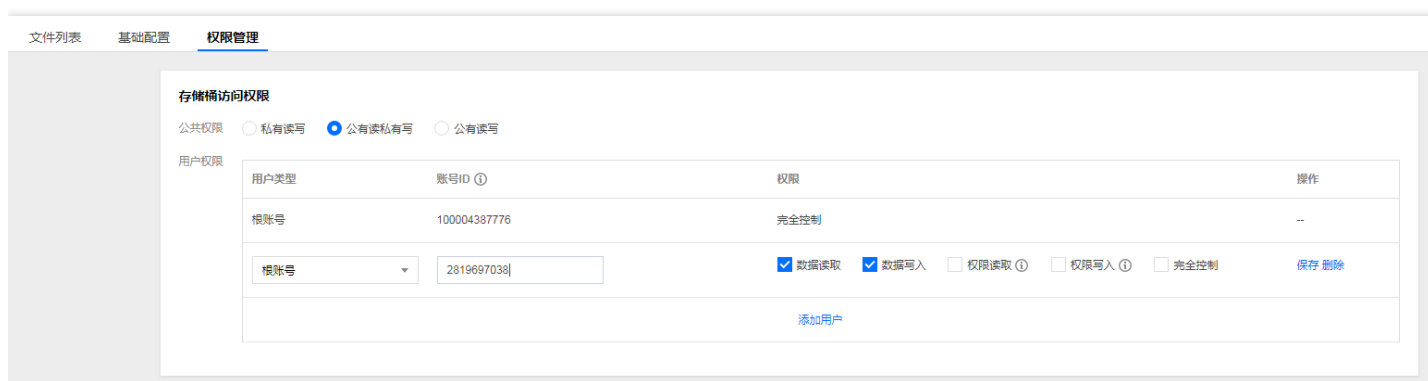 文件列表 基础配置 权限管理
存储桶访问权限
公共权限 私有读写 公有读私有写 公有读写
用户权限
用户类型 账号ID 权限 操作
根账号 100004387776 完全控制 --
根账号 2819697038 数据读取 数据写入 权限读取 权限写入 完全控制 保存 删除
添加用户